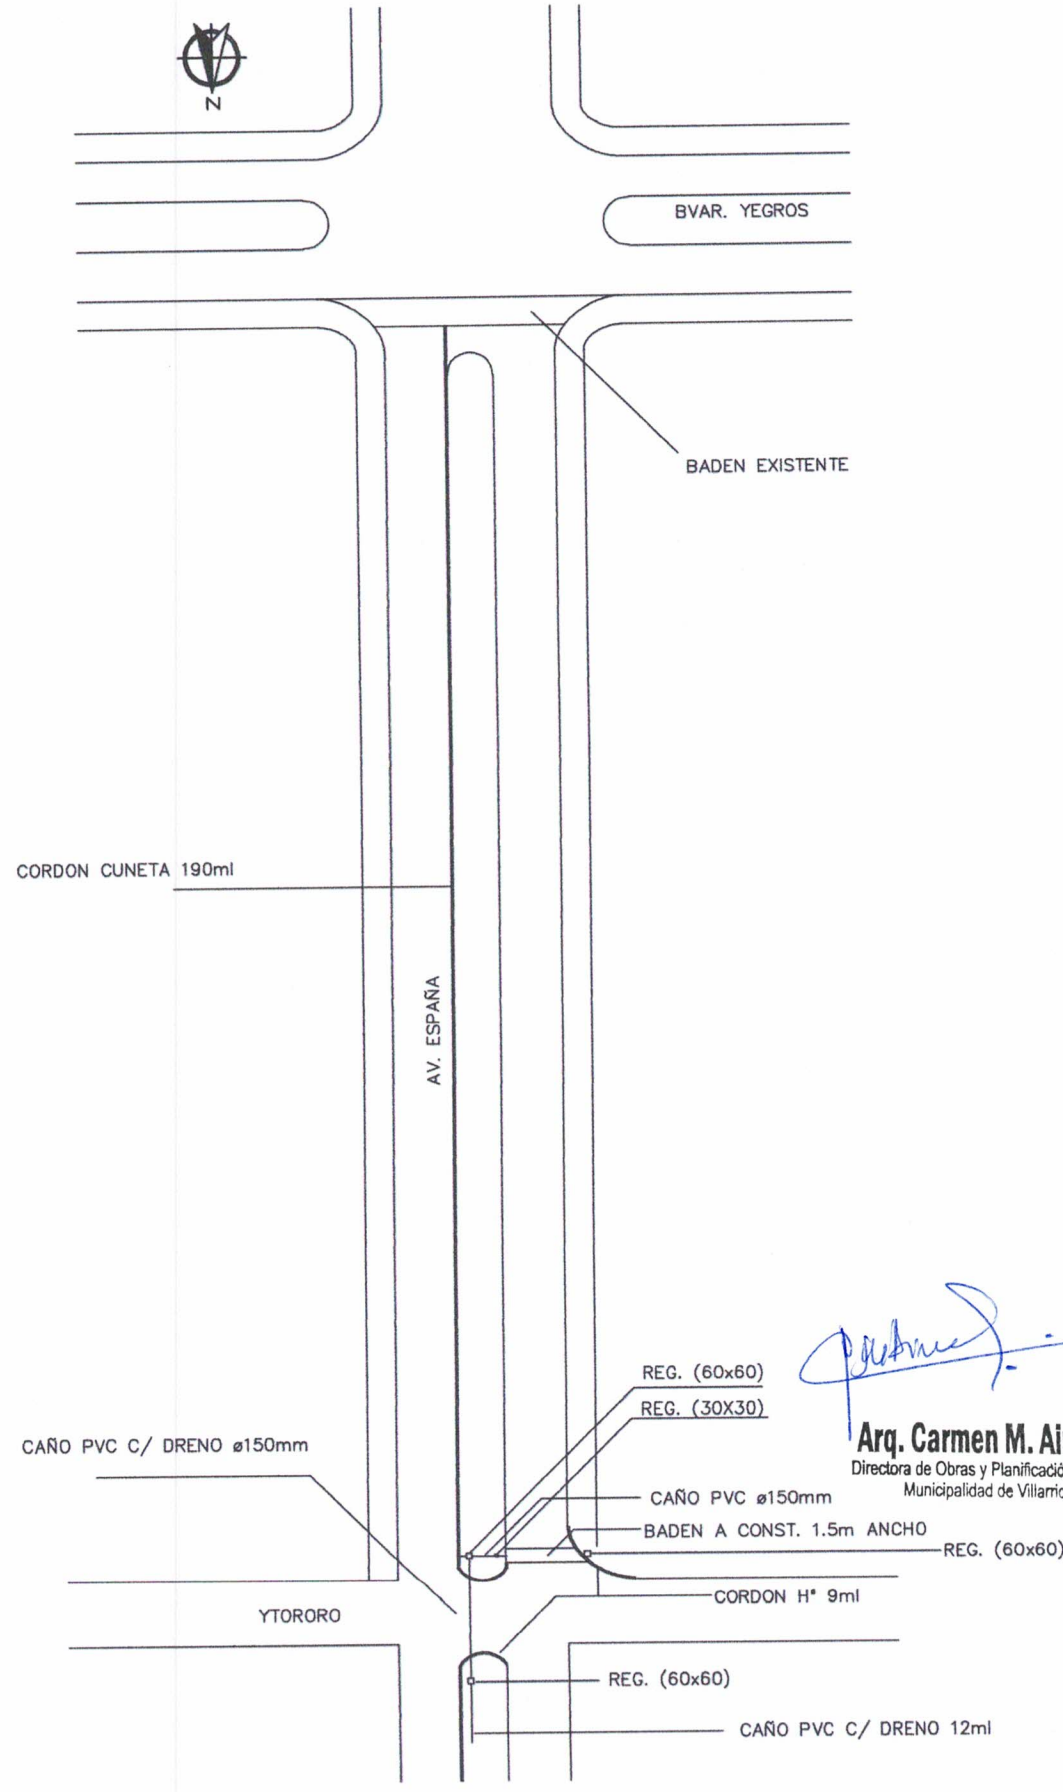 N
BVAR. YEGROS
BADEN EXISTENTE
CORDON CUNETA 190ml
AV. ESPAÑA
REG. (60x60)
REG. (30X30)
CAÑO PVC C/ DRENO ø150mm
Arq. Carmen M. Ai
Directora de Obras y Planificació
Municipalidad de Villarric
CAÑO PVC ø150mm
BADEN A CONST. 1.5m ANCHO
REG. (60x60)
CORDON H° 9ml
YTORORO
REG. (60x60)
CAÑO PVC C/ DRENO 12ml